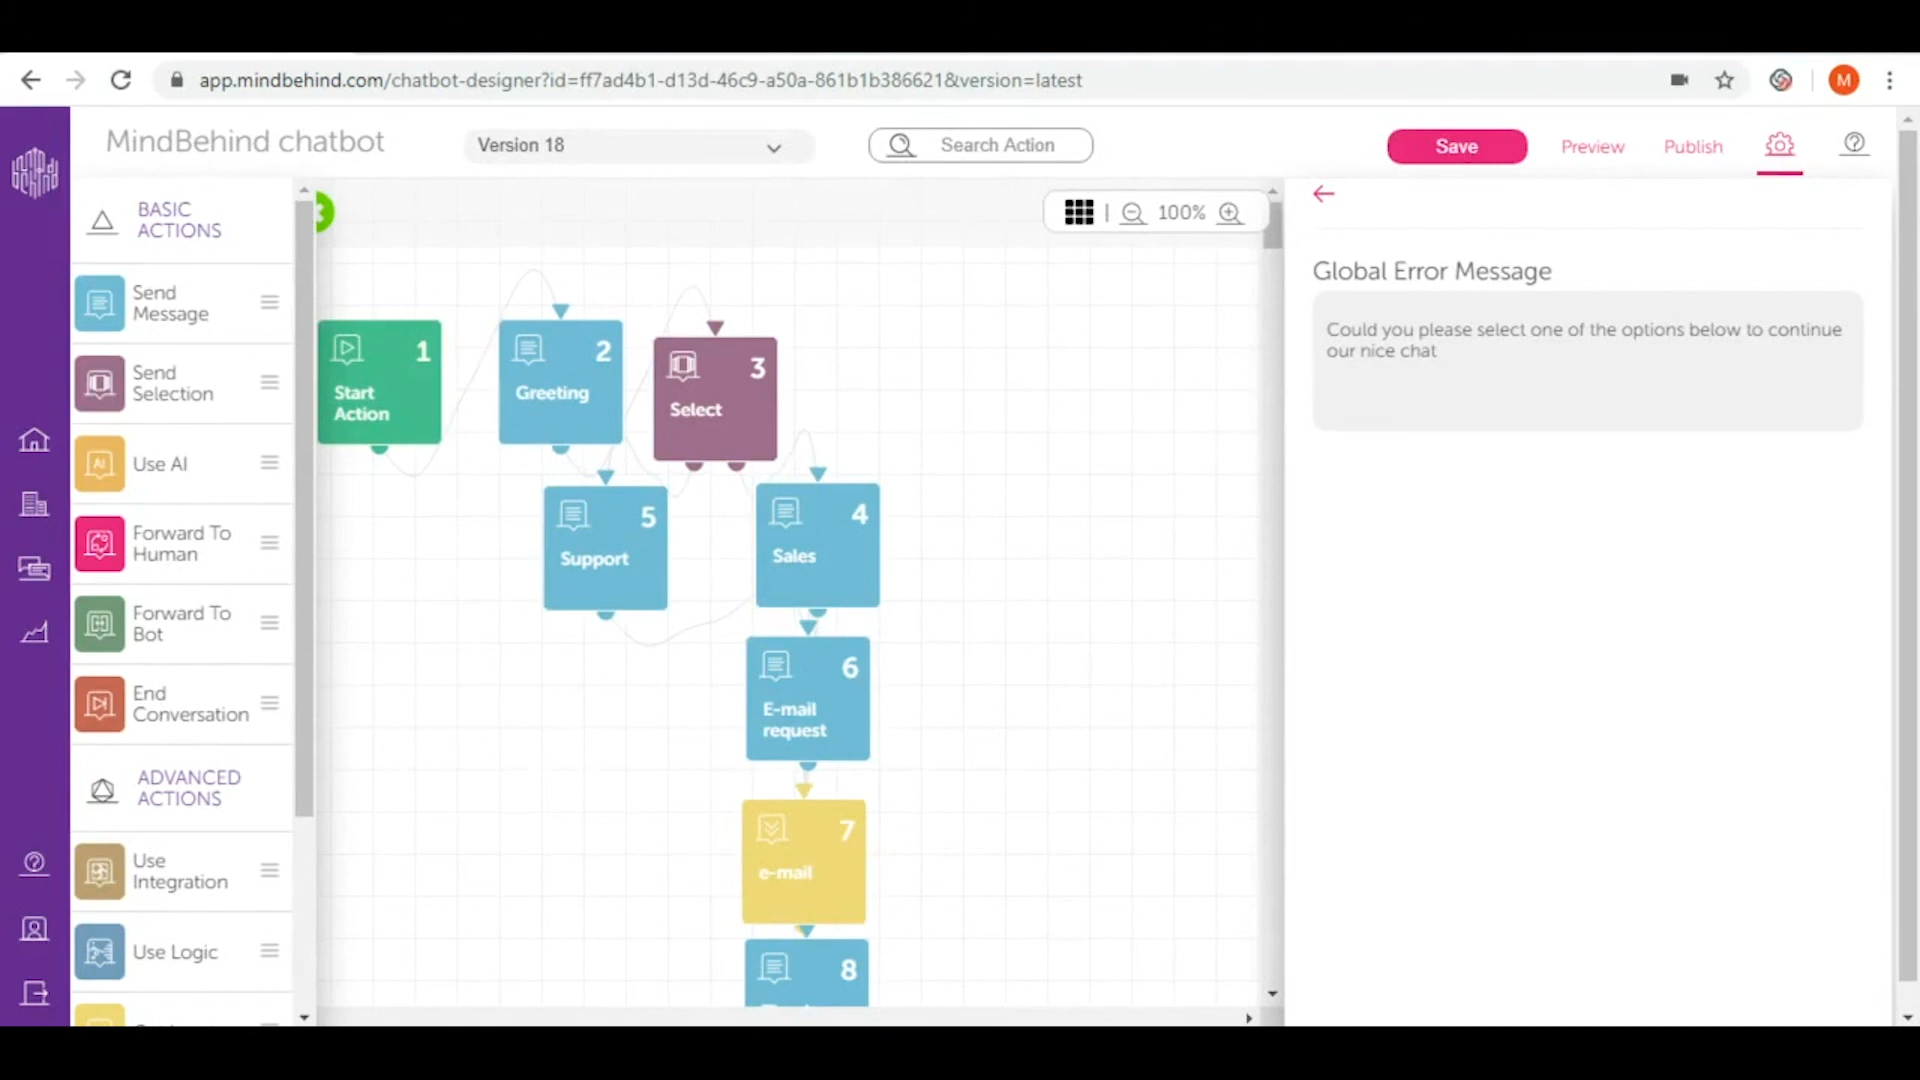 app.mindbehind.com/chatbot-designer?id=ff7ad4b1-d13d-46c9-a50a-861b1b386621&version=latest
M
MindBehind chatbot
Version 18
Search Action
Save
Preview
Publish
BASIC
ACTIONS
Send
Message
Send
Selection
Use AI
AI
Forward To
Human
Forward To
Bot
End
Conversation
ADVANCED
ACTIONS
Use
Integration
Use Logic
100%
1
Start
Action
2
Greeting
3
Select
5
Support
4
Sales
6
E-mail
request
7
e-mail
8
Global Error Message
Could you please select one of the options below to continue
our nice chat